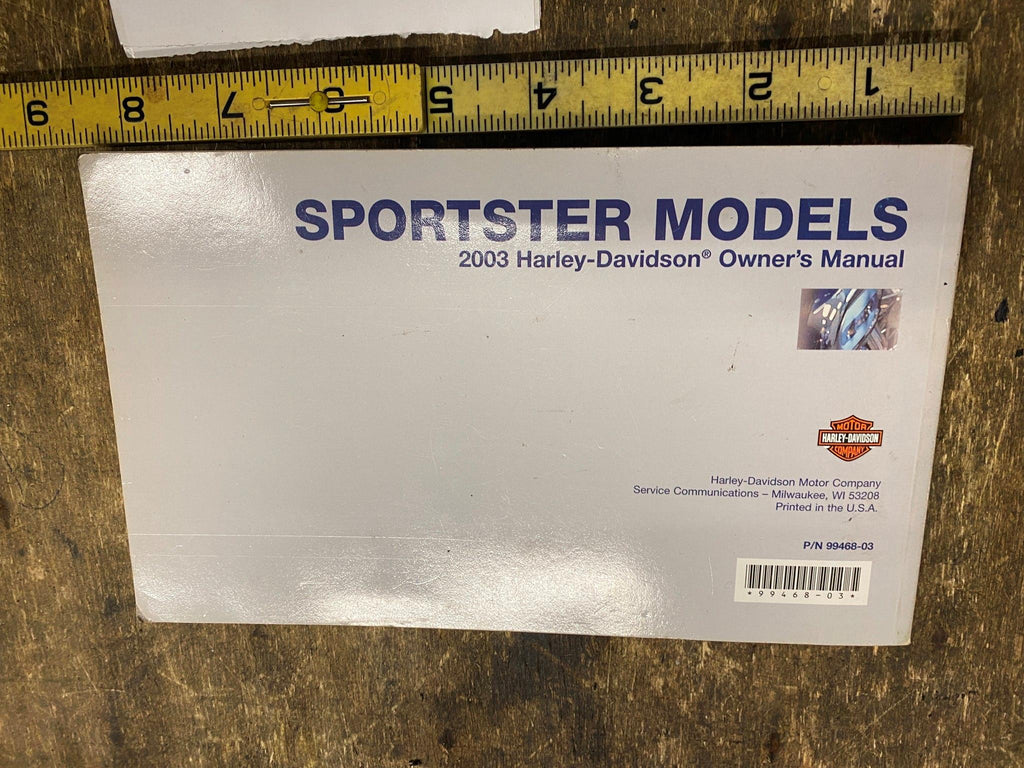 9 8 7 6 5 4 3 2 1
SPORTSTER MODELS
2003 Harley-Davidson® Owner's Manual
MOTOR
HARLEY-DAVIDSON
COMPANY
Harley-Davidson Motor Company
Service Communications – Milwaukee, WI 53208
Printed in the U.S.A.
P/N 99468-03
*99468-03*